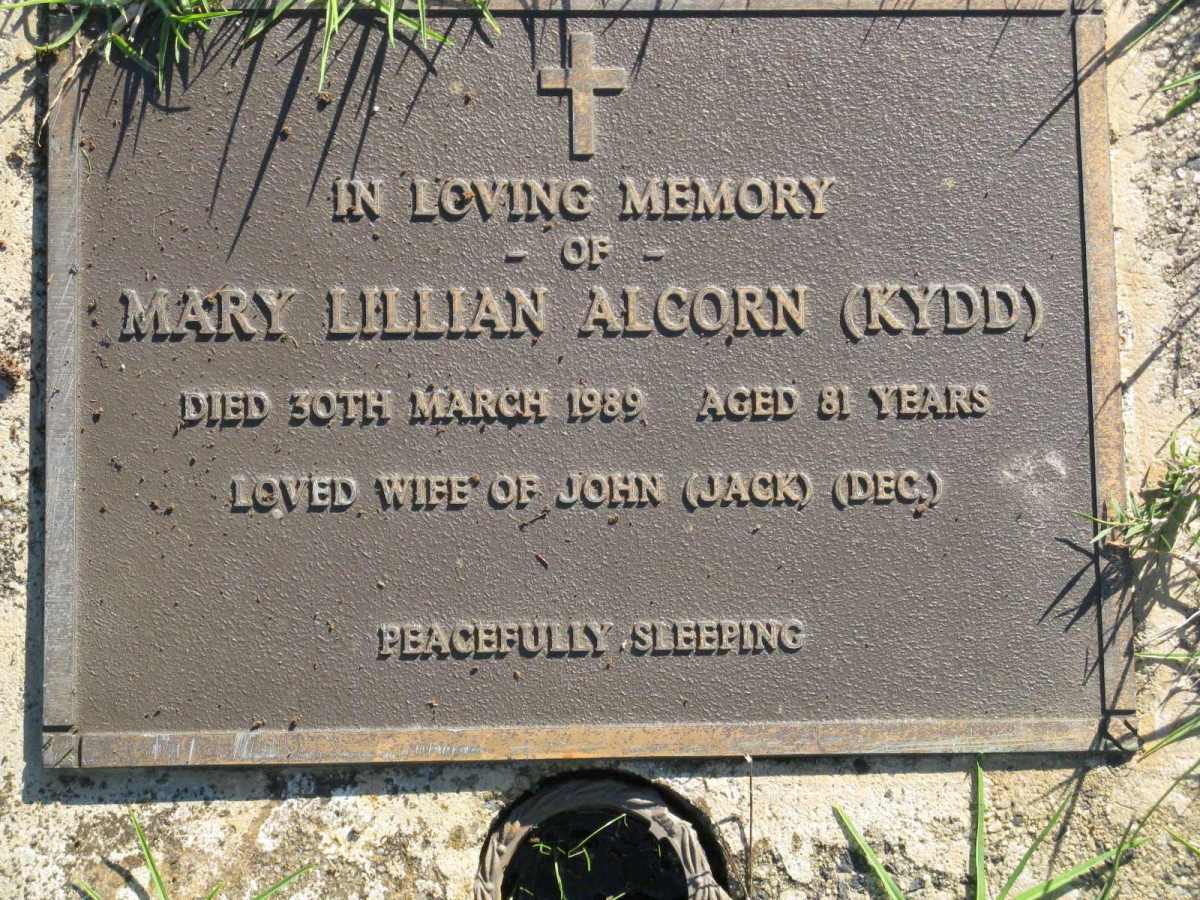 IN LOVING MEMORY
- OF -
MARY LILLIAN ALCORN (KYDD)
DIED 30TH MARCH 1989 AGED 81 YEARS
LOVED WIFE OF JOHN (JACK) (DEC,)
PEACEFULLY SLEEPING